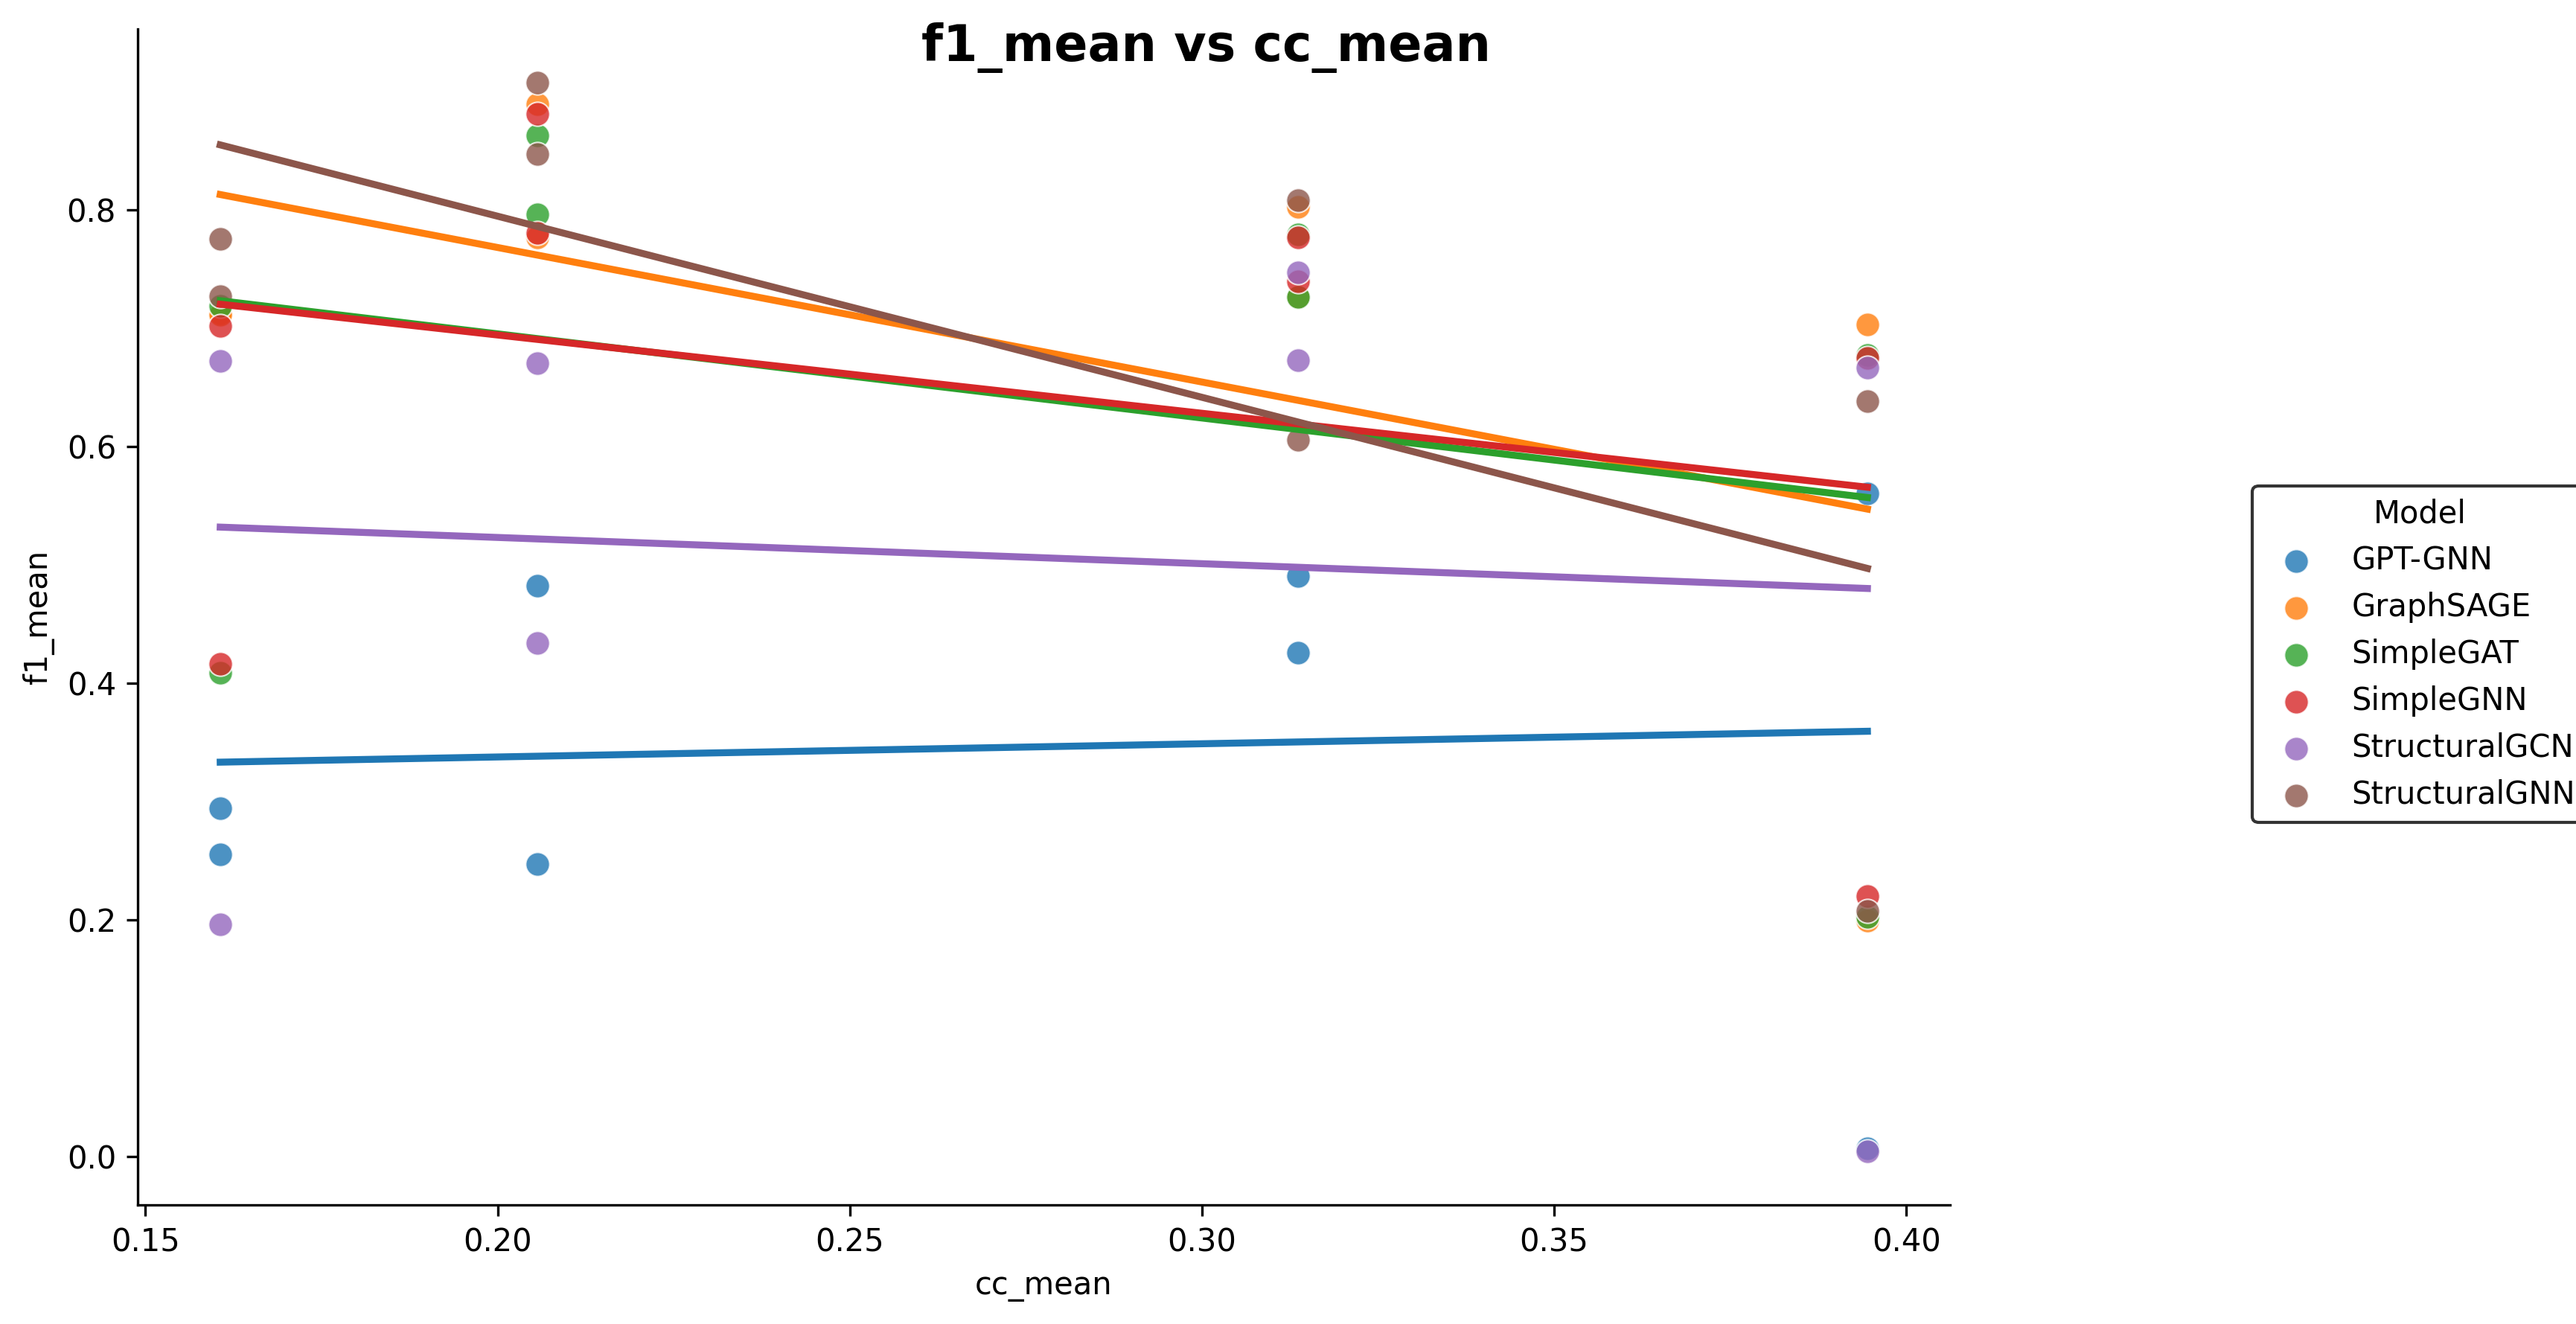 f1_mean vs cc_mean
f1_mean
0.8
0.6
0.4
0.2
0.0
0.15
0.20
0.25
0.30
0.35
0.40
cc_mean
Model
GPT-GNN
GraphSAGE
SimpleGAT
SimpleGNN
StructuralGCN
StructuralGNN